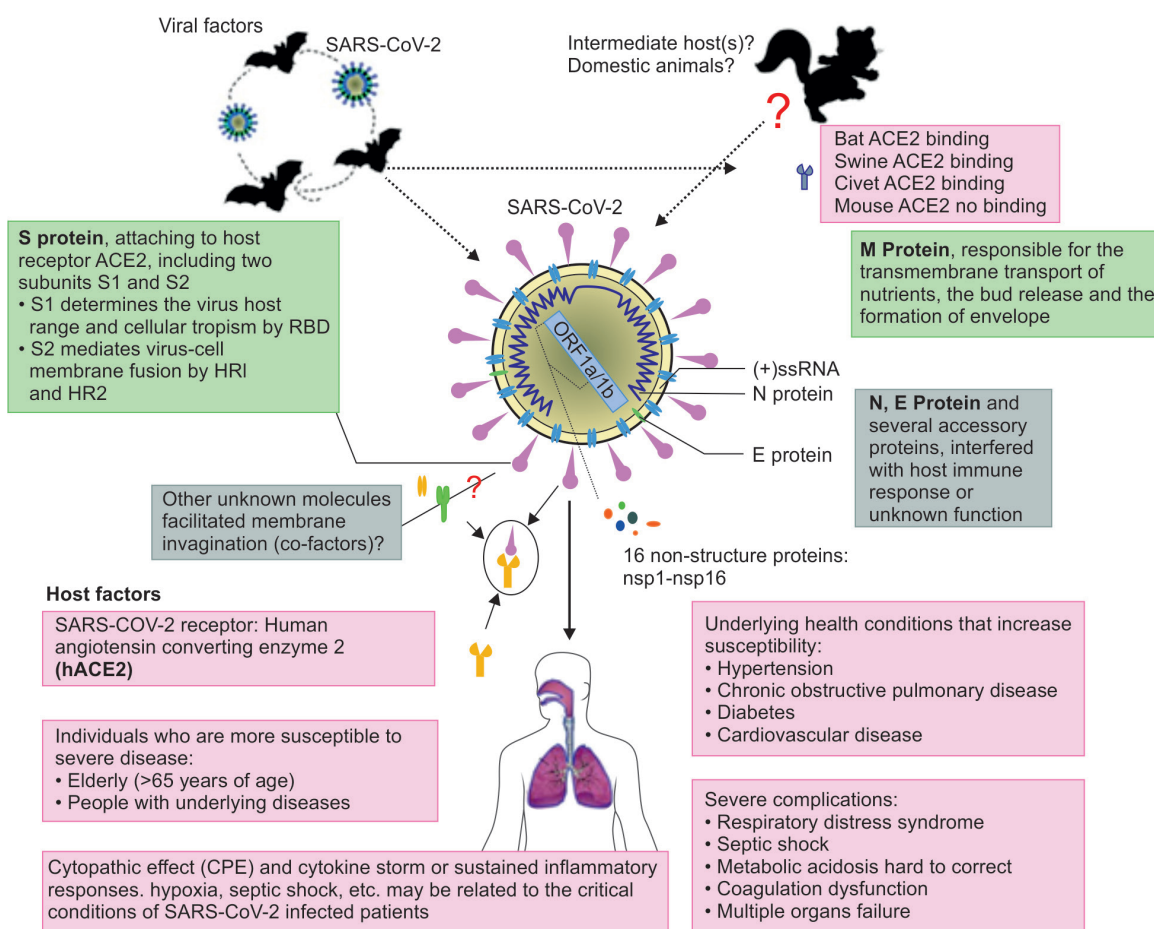 Viral factors
SARS-CoV-2
Intermediate host(s)?
Domestic animals?
?
Bat ACE2 binding
Swine ACE2 binding
Civet ACE2 binding
Mouse ACE2 no binding
SARS-CoV-2
S protein, attaching to host
receptor ACE2, including two
subunits S1 and S2
• S1 determines the virus host
range and cellular tropism by RBD
• S2 mediates virus-cell
membrane fusion by HRI
and HR2
M Protein, responsible for the
transmembrane transport of
nutrients, the bud release and the
formation of envelope
ORF1a/1b
(+)ssRNA
N protein
E protein
N, E Protein and
several accessory
proteins, interfered
with host immune
response or
unknown function
Other unknown molecules
facilitated membrane
invagination (co-factors)?
?
16 non-structure proteins:
nsp1-nsp16
Host factors
SARS-COV-2 receptor: Human
angiotensin converting enzyme 2
(hACE2)
Individuals who are more susceptible to
severe disease:
• Elderly (>65 years of age)
• People with underlying diseases
Cytopathic effect (CPE) and cytokine storm or sustained inflammatory
responses. hypoxia, septic shock, etc. may be related to the critical
conditions of SARS-CoV-2 infected patients
Underlying health conditions that increase
susceptibility:
• Hypertension
• Chronic obstructive pulmonary disease
• Diabetes
• Cardiovascular disease
Severe complications:
• Respiratory distress syndrome
• Septic shock
• Metabolic acidosis hard to correct
• Coagulation dysfunction
• Multiple organs failure